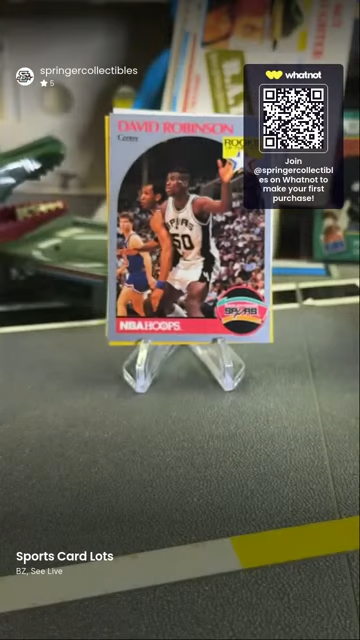 springercollectibles
★ 5
whatnot
Join
@springercollectibl
es on Whatnot to
make your first
purchase!
DAVID ROBINSON
Center
SPURS
50
NBA HOOPS
SPURS
Sports Card Lots
BZ, See Live